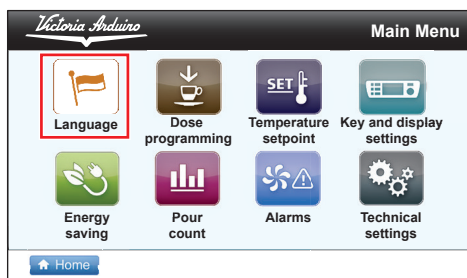 Victoria Arduino
Main Menu
SET
Language
Dose
programming
Temperature
setpoint
Key and display
settings
Energy
saving
Pour
count
Alarms
Technical
settings
Home